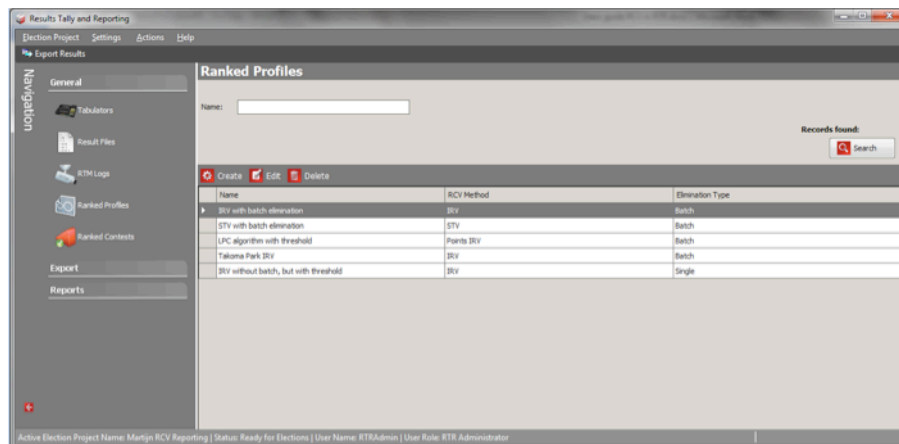 Results Tally and Reporting
Election Project Settings Actions Help
Export Results
Navigation
General
Tabulators
Result Files
RTM Logs
Ranked Profiles
Ranked Contests
Export
Reports
Ranked Profiles
Name:
Records found:
Search
Create Edit Delete
Name RCV Method Elimination Type
IRV with batch elimination IRV Batch
STV with batch elimination STV Batch
LPC algorithm with threshold Points IRV Batch
Takoma Park IRV IRV Batch
IRV without batch, but with threshold IRV Single
Active Election Project Name: Martijn RCV Reporting | Status: Ready for Elections | User Name: RTRAdmin | User Role: RTR Administrator